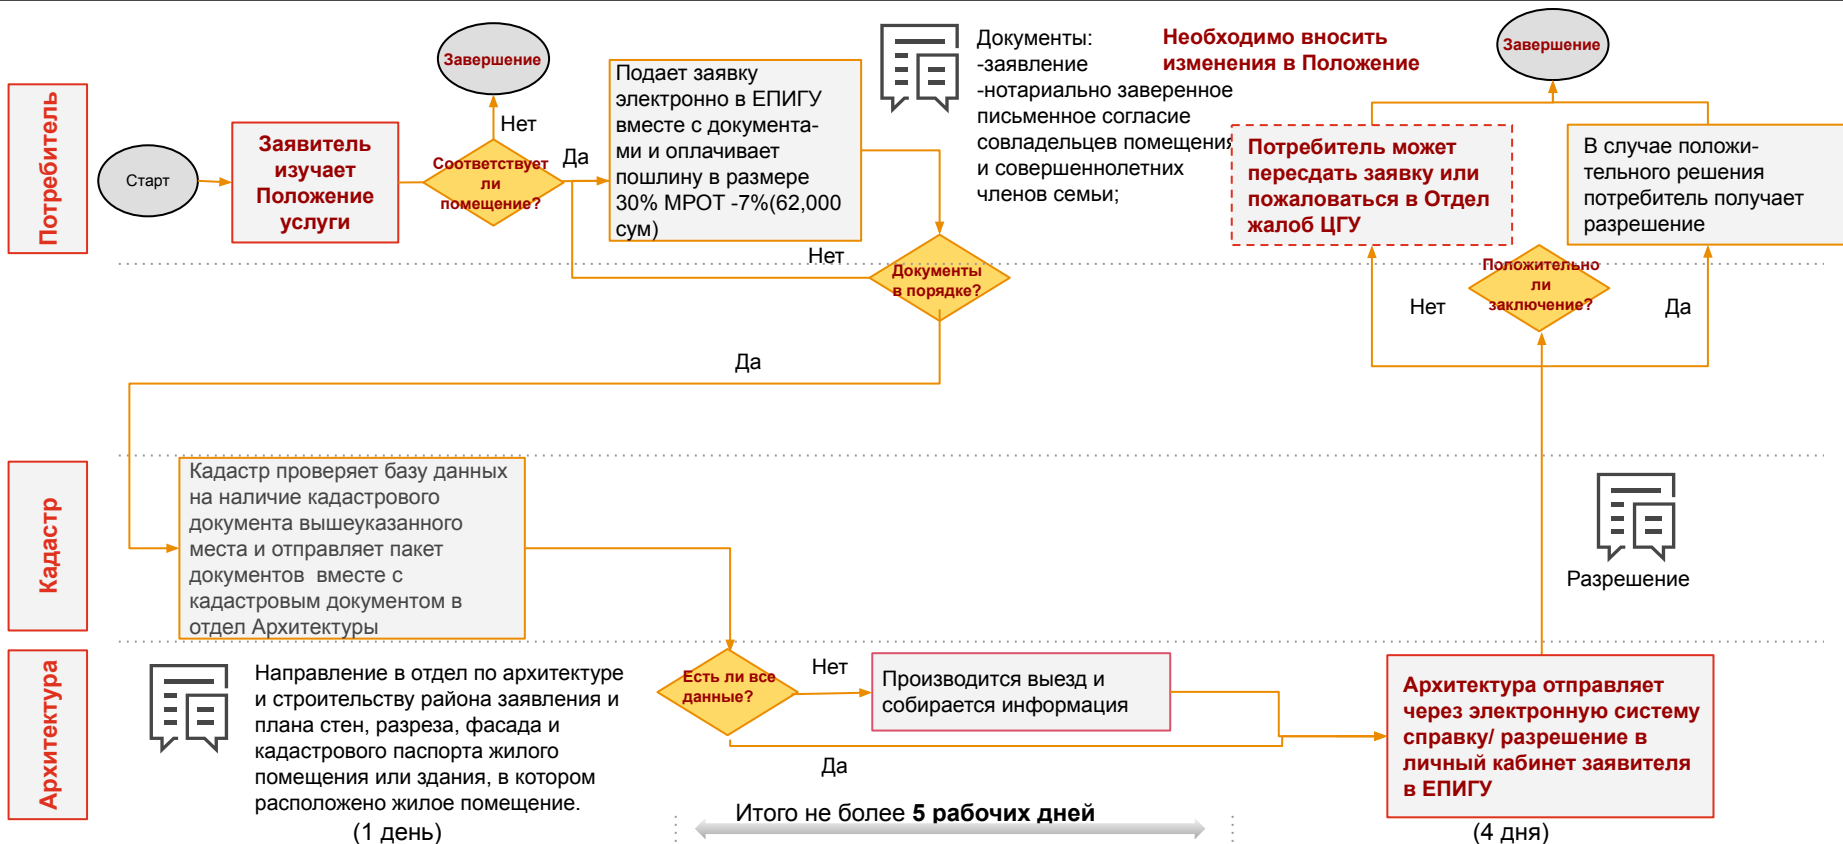 Потребитель
Старт
Заявитель
изучает
Положение
услуги
Завершение
Нет
Соответствует
ли
помещение?
Да
Подает заявку
электронно в ЕПИГУ
вместе с документа-
ми и оплачивает
пошлину в размере
30% МРОТ -7%(62,000
сум)
Нет
Документы
в порядке?
Да
Документы:
-заявление
-нотариально заверенное
письменное согласие
совладельцев помещения
и совершеннолетних
членов семьи;
Необходимо вносить
изменения в Положение
Завершение
Потребитель может
пересдать заявку или
пожаловаться в Отдел
жалоб ЦГУ
В случае положи-
тельного решения
потребитель получает
разрешение
Положительно
ли
заключение?
Нет
Да
Кадастр
Кадастр проверяет базу данных
на наличие кадастрового
документа вышеуказанного
места и отправляет пакет
документов вместе с
кадастровым документом в
отдел Архитектуры
Разрешение
Архитектура
Направление в отдел по архитектуре
и строительству района заявления и
плана стен, разреза, фасада и
кадастрового паспорта жилого
помещения или здания, в котором
расположено жилое помещение.
(1 день)
Есть ли все
данные?
Нет
Производится выезд и
собирается информация
Да
Архитектура отправляет
через электронную систему
справку/ разрешение в
личный кабинет заявителя
в ЕПИГУ
Итого не более 5 рабочих дней
(4 дня)